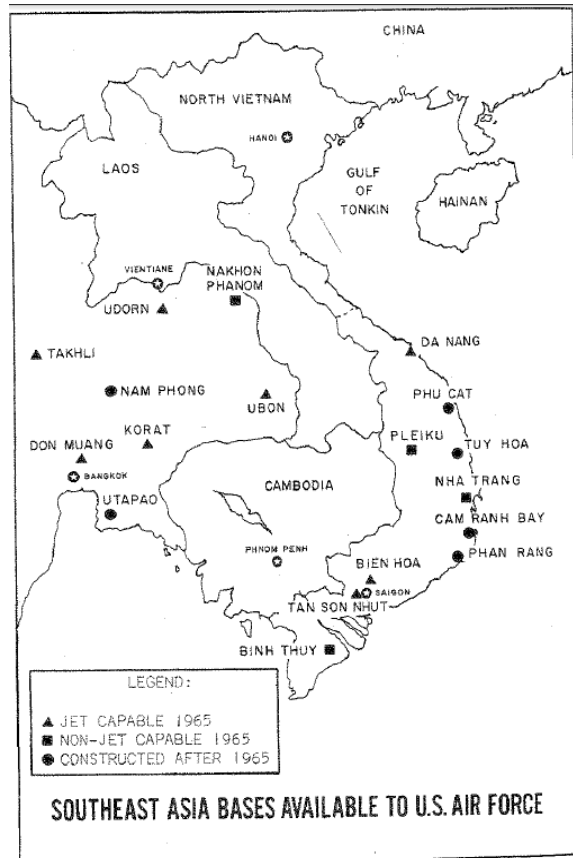 CHINA
NORTH VIETNAM
HANOI
LAOS
GULF
OF
TONKIN
HAINAN
VIENTIANE
NAKHON
PHANOM
UDORN
TAKHLI
DA NANG
NAM PHONG
UBON
PHU CAT
KORAT
PLEIKU
TUY HOA
DON MUANG
BANGKOK
CAMBODIA
NHA TRANG
UTAPAO
CAM RANH BAY
PHNOM PENH
BIEN HOA
PHAN RANG
SAIGON
TAN SON NHUT
BINH THUY
LEGEND:
JET CAPABLE 1965
NON-JET CAPABLE 1965
CONSTRUCTED AFTER 1965
SOUTHEAST ASIA BASES AVAILABLE TO U.S. AIR FORCE